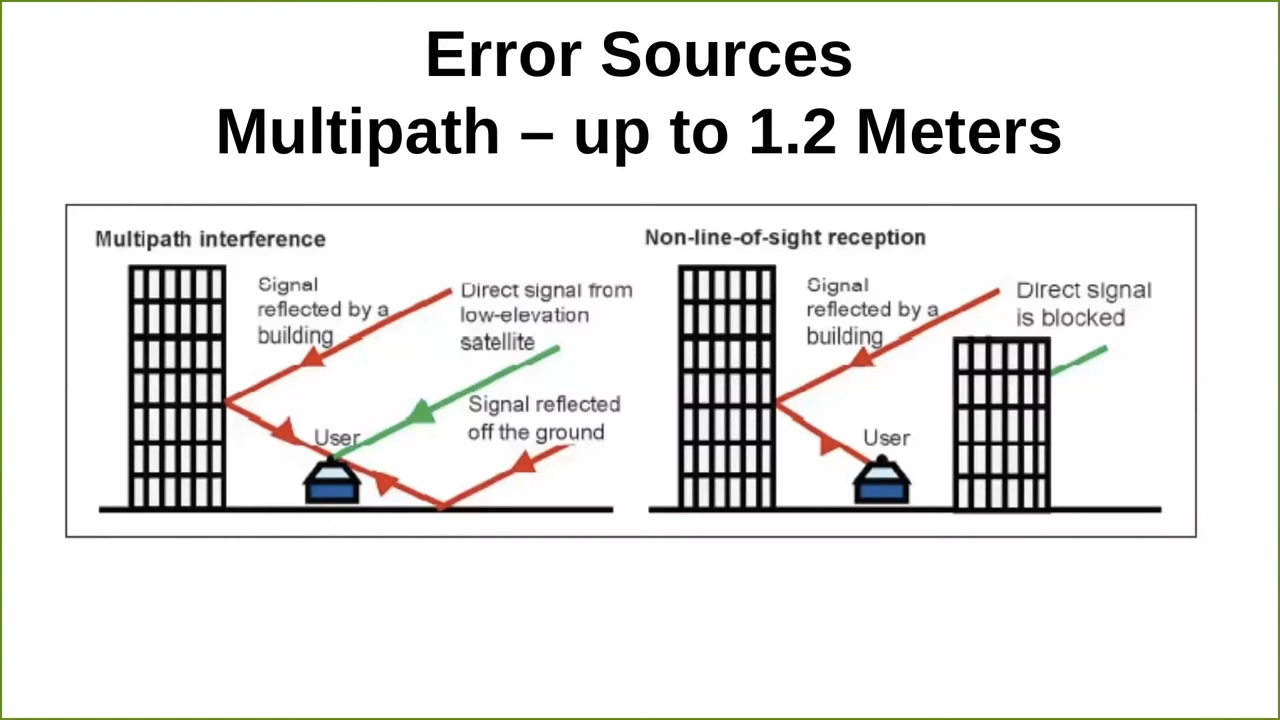 Error Sources
Multipath – up to 1.2 Meters
Multipath interference
Signal
reflected by a
building
Direct signal from
low-elevation
satellite
Signal reflected
off the ground
User
Non-line-of-sight reception
Signal
reflected by a
building
Direct signal
is blocked
User